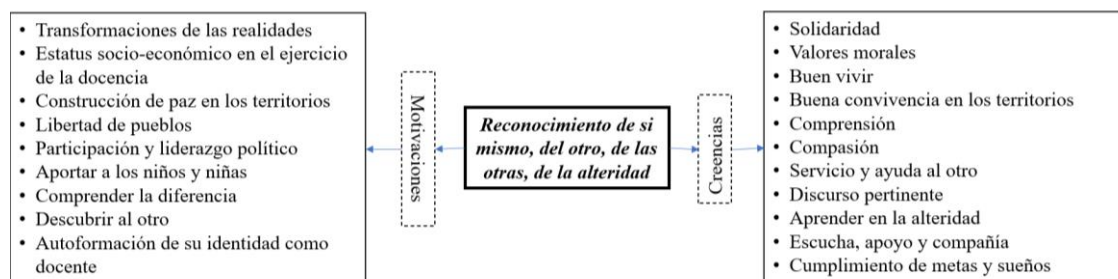 • Transformaciones de las realidades
• Estatus socio-económico en el ejercicio
de la docencia
• Construcción de paz en los territorios
• Libertad de pueblos
• Participación y liderazgo político
• Aportar a los niños y niñas
• Comprender la diferencia
• Descubrir al otro
• Autoformación de su identidad como
docente
Motivaciones
Reconocimiento de si
mismo, del otro, de las
otras, de la alteridad
Creencias
• Solidaridad
• Valores morales
• Buen vivir
• Buena convivencia en los territorios
• Comprensión
• Compasión
• Servicio y ayuda al otro
• Discurso pertinente
• Aprender en la alteridad
• Escucha, apoyo y compañía
• Cumplimiento de metas y sueños